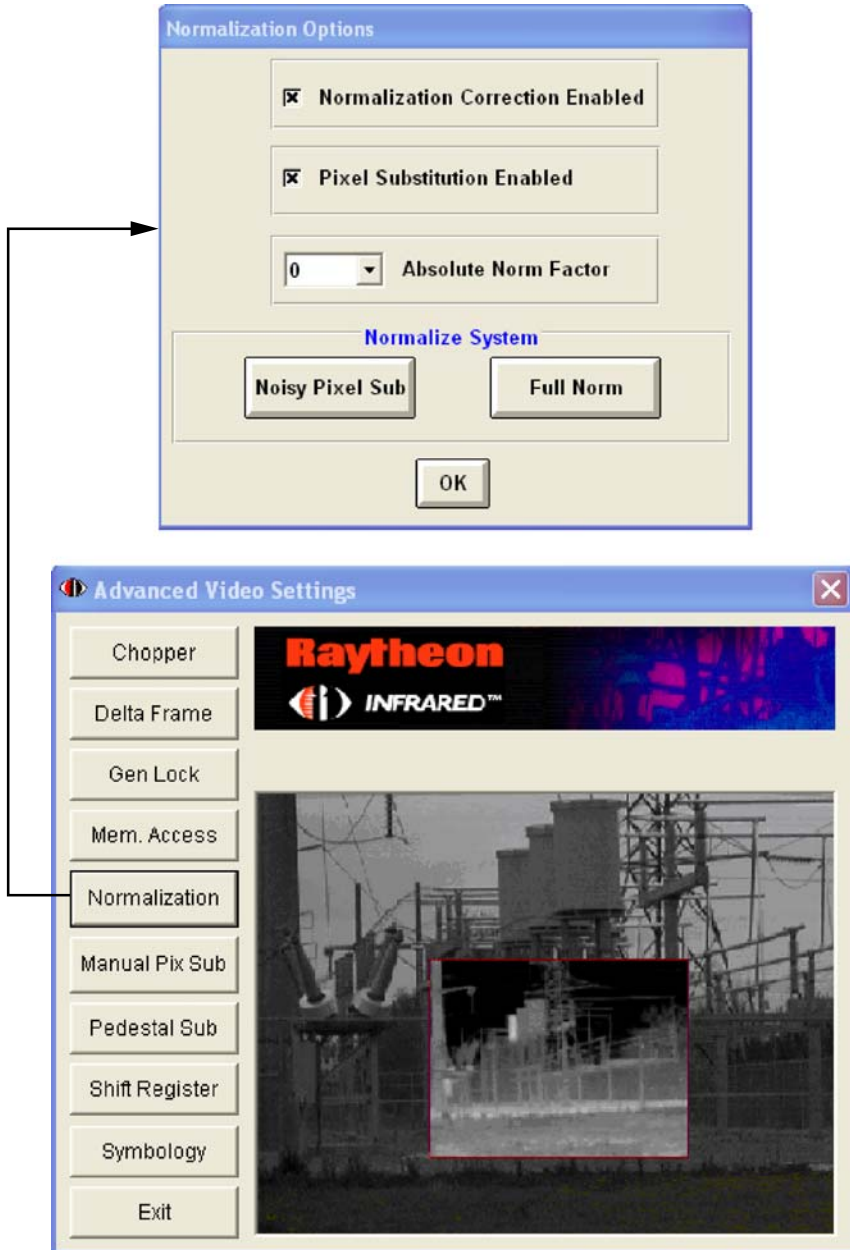 Normalization Options
Normalization Correction Enabled
Pixel Substitution Enabled
0 Absolute Norm Factor
Normalize System
Noisy Pixel Sub Full Norm
OK
Advanced Video Settings
Chopper
Delta Frame
Gen Lock
Mem. Access
Normalization
Manual Pix Sub
Pedestal Sub
Shift Register
Symbology
Exit
Raytheon
INFRARED™